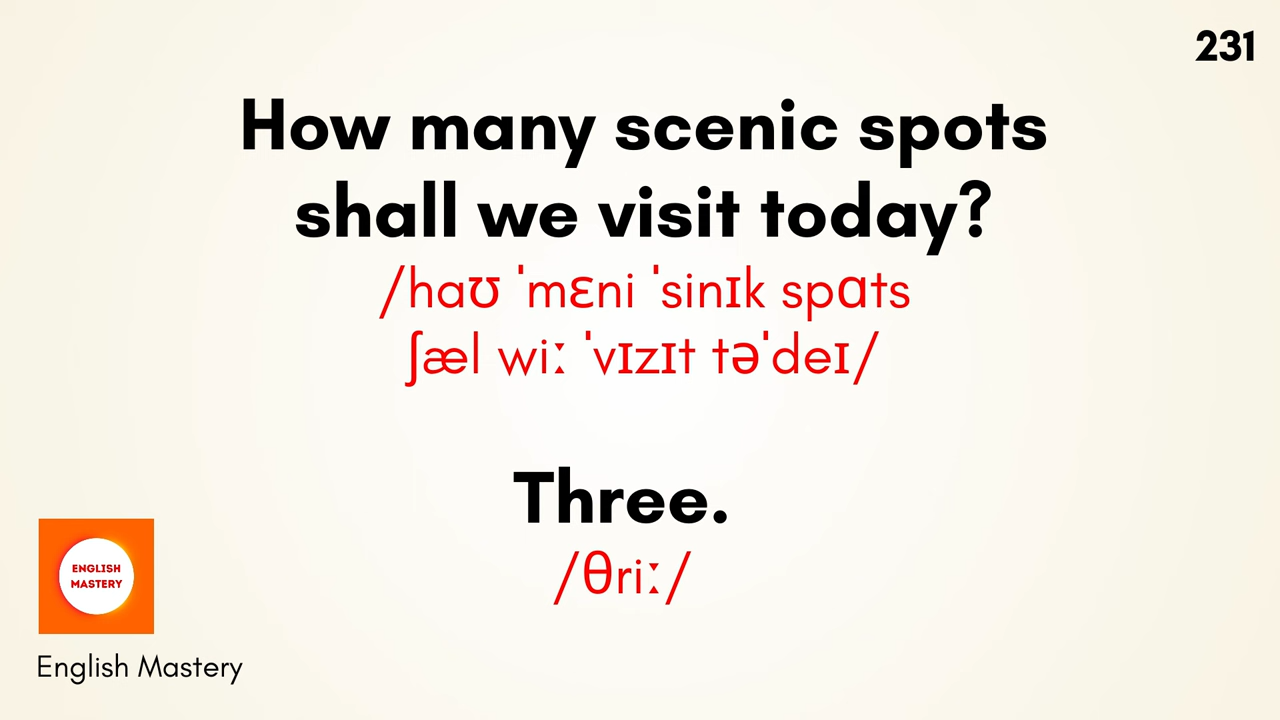 231
How many scenic spots
shall we visit today?
/haʊ ˈmɛni ˈsinɪk spɑts
ʃæl wiː ˈvɪzɪt təˈdeɪ/
Three.
/θriː/
ENGLISH
MASTERY
English Mastery